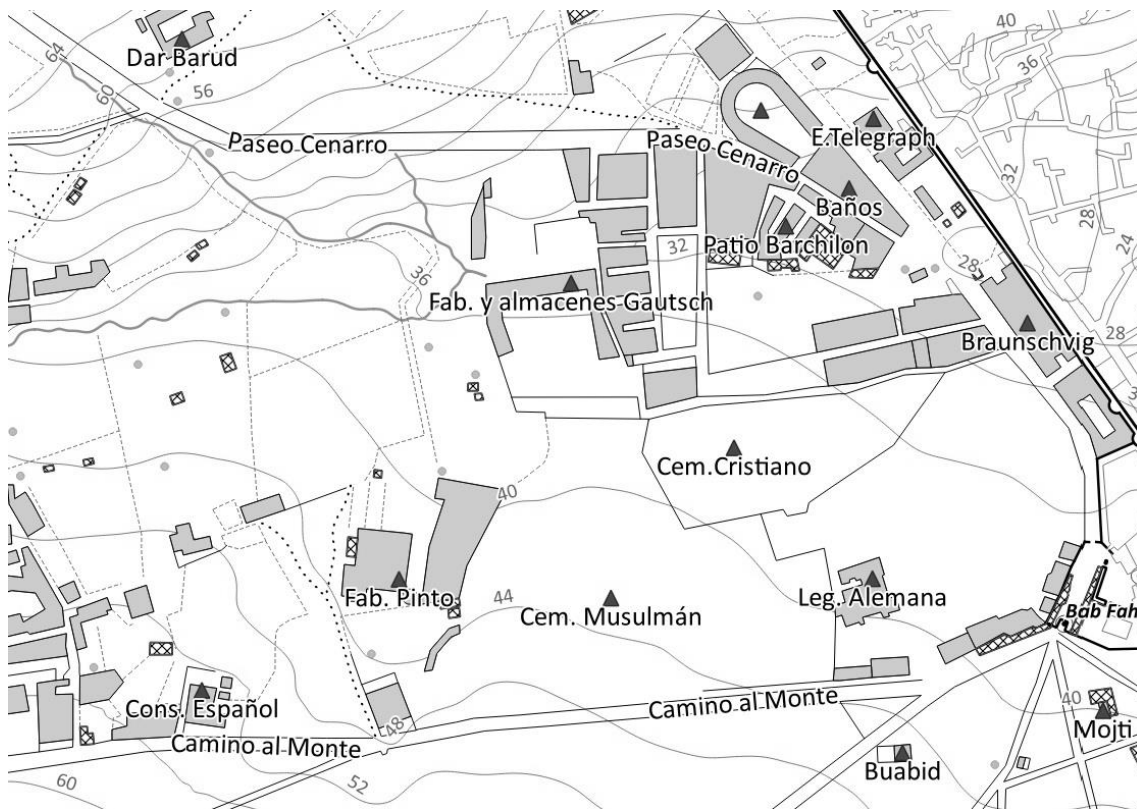 40
64
Dar Barud
36
56
60
E.Telegraph
Paseo Cenarro
Paseo Cenarro
32
Baños
28
Patio Barchilon
32
24
28
36
Fab. y almacenes Gautsch
Braunschvig
28
Cem.Cristiano
40
Fab. Pinto
44
Cem. Musulmán
Leg. Alemana
Bab Fah
Cons. Español
Camino al Monte
40
48
Mojti
Camino al Monte
Buabid
60
52